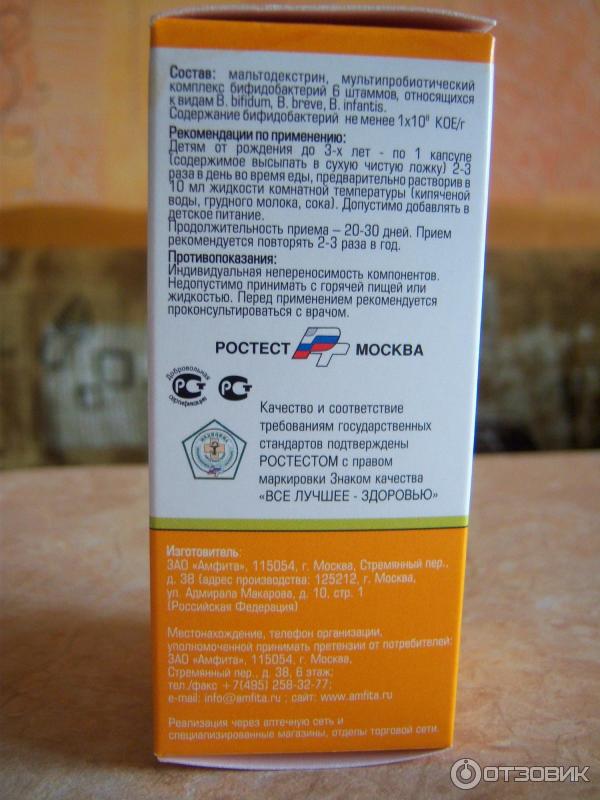 Состав: мальтодекстрин, мультипробиотический
комплекс бифидобактерий 6 штаммов, относящихся
к видам B. bifidum, B. breve, B. infantis.
Содержание бифидобактерий не менее 1x10⁸ КОЕ/г
Рекомендации по применению:
Детям от рождения до 3-х лет - по 1 капсуле
(содержимое высыпать в сухую чистую ложку) 2-3
раза в день во время еды, предварительно растворив в
10 мл жидкости комнатной температуры (кипяченой
воды, грудного молока, сока). Допустимо добавлять в
детское питание.
Продолжительность приема – 20-30 дней. Прием
рекомендуется повторять 2-3 раза в год.
Противопоказания:
Индивидуальная непереносимость компонентов.
Недопустимо принимать с горячей пищей или
жидкостью. Перед применением рекомендуется
проконсультироваться с врачом.
РОСТЕСТ МОСКВА
Добровольная
сертификация
Качество и соответствие
требованиям государственных
стандартов подтверждены
РОСТЕСТОМ с правом
маркировки Знаком качества
«ВСЕ ЛУЧШЕЕ - ЗДОРОВЬЮ»
Изготовитель:
ЗАО «Амфита», 115054, г. Москва, Стремянный пер.,
д. 38 (адрес производства: 125212, г. Москва,
ул. Адмирала Макарова, д. 10, стр. 1
(Российская Федерация)
Местонахождение, телефон организации,
уполномоченной принимать претензии от потребителей:
ЗАО «Амфита», 115054, г. Москва,
Стремянный пер., д. 38, 6 этаж;
тел./факс +7(495) 258-32-77;
e-mail: info@amfita.ru ; сайт: www.amfita.ru
Реализация через аптечную сеть и
специализированные магазины, отделы торговой сети.
ОТЗОВИК